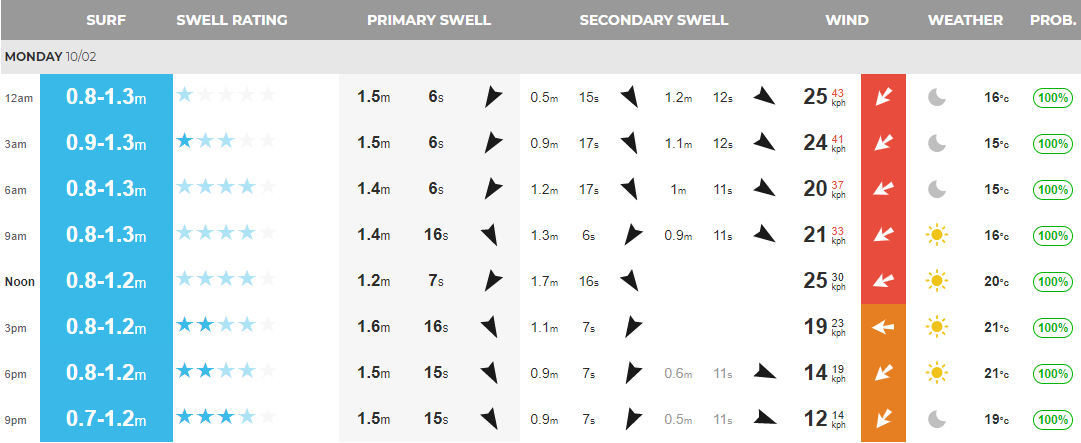 SURF SWELL RATING PRIMARY SWELL SECONDARY SWELL WIND WEATHER PROB.
MONDAY 10/02
12am 0.8-1.3m 1.5m 6s 0.5m 15s 1.2m 12s 25 43 kph 16°c 100%
3am 0.9-1.3m 1.5m 6s 0.9m 17s 1.1m 12s 24 41 kph 15°c 100%
6am 0.8-1.3m 1.4m 6s 1.2m 17s 1m 11s 20 37 kph 15°c 100%
9am 0.8-1.3m 1.4m 16s 1.3m 6s 0.9m 11s 21 33 kph 16°c 100%
Noon 0.8-1.2m 1.2m 7s 1.7m 16s 25 30 kph 20°c 100%
3pm 0.8-1.2m 1.6m 16s 1.1m 7s 19 23 kph 21°c 100%
6pm 0.8-1.2m 1.5m 15s 0.9m 7s 0.6m 11s 14 19 kph 21°c 100%
9pm 0.7-1.2m 1.5m 15s 0.9m 7s 0.5m 11s 12 14 kph 19°c 100%